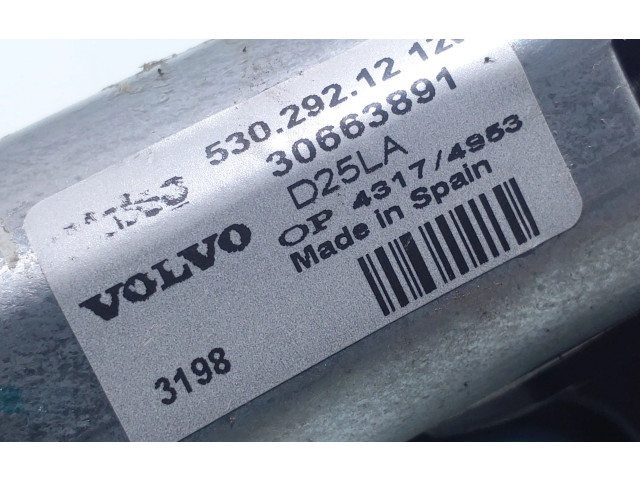 530.292.12
30663891
D25LA
VOLVO OP 4317/4953
Made in Spain
3198